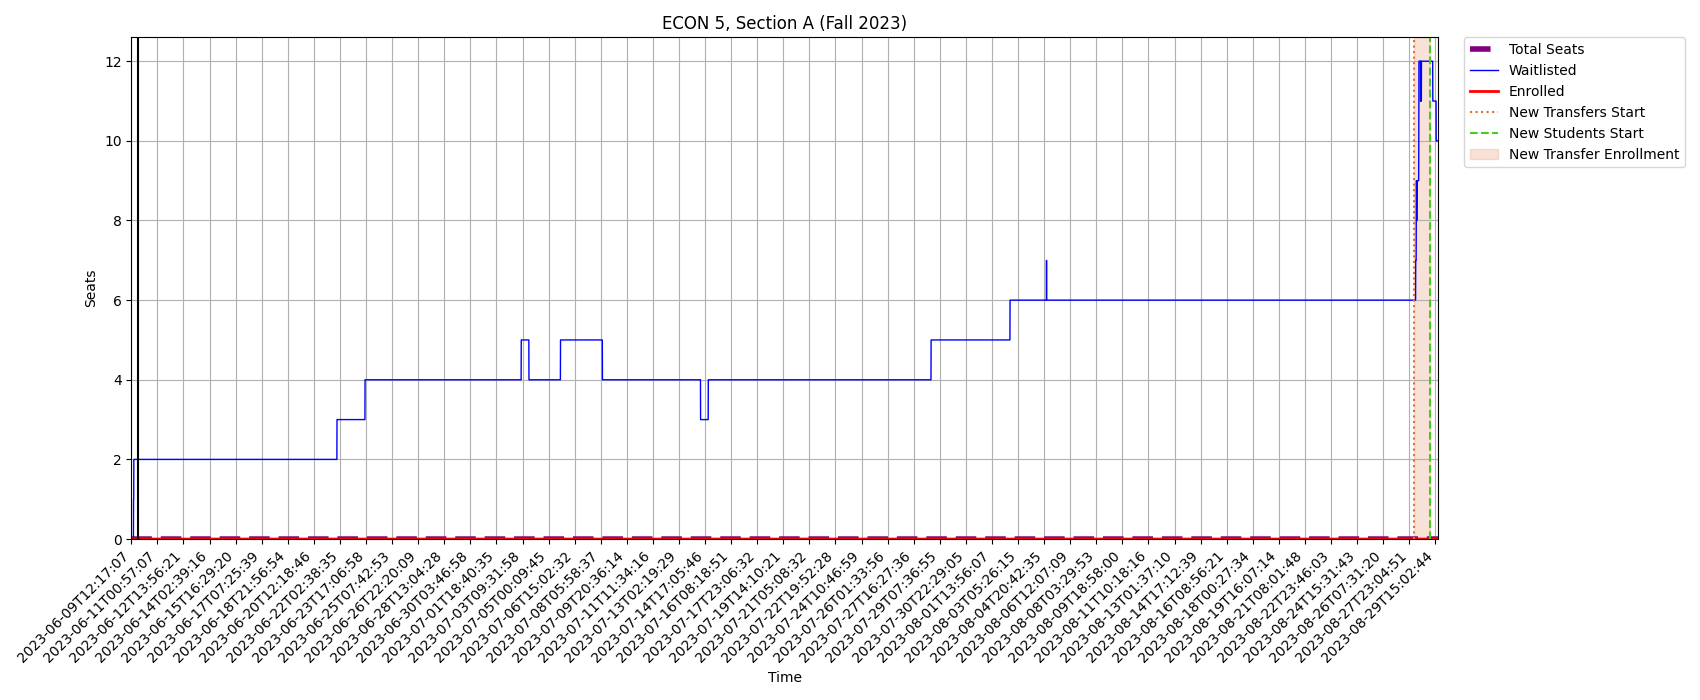 ECON 5, Section A (Fall 2023)
Total Seats
Waitlisted
Enrolled
New Transfers Start
New Students Start
New Transfer Enrollment
Seats
12
10
8
6
4
2
0
2023-06-09T12:17:07
2023-06-11T00:57:07
2023-06-12T13:56:21
2023-06-14T02:39:16
2023-06-15T16:29:20
2023-06-17T07:25:39
2023-06-18T21:56:54
2023-06-20T12:18:46
2023-06-22T02:38:35
2023-06-23T17:06:58
2023-06-25T07:42:53
2023-06-26T22:20:09
2023-06-28T13:04:28
2023-06-30T03:46:58
2023-07-01T18:40:35
2023-07-03T09:31:58
2023-07-05T00:09:45
2023-07-06T15:02:32
2023-07-08T05:58:37
2023-07-09T20:36:14
2023-07-11T11:34:16
2023-07-13T02:19:29
2023-07-14T17:05:46
2023-07-16T08:18:51
2023-07-17T23:06:32
2023-07-19T14:10:21
2023-07-21T05:08:32
2023-07-22T19:52:28
2023-07-24T10:46:59
2023-07-26T01:33:56
2023-07-27T16:27:36
2023-07-29T07:36:55
2023-07-30T22:29:05
2023-08-01T13:56:07
2023-08-03T05:26:15
2023-08-04T20:42:35
2023-08-06T12:07:09
2023-08-08T03:29:53
2023-08-09T18:58:00
2023-08-11T10:18:16
2023-08-13T01:37:10
2023-08-14T17:12:39
2023-08-16T08:56:21
2023-08-18T00:27:34
2023-08-19T16:07:14
2023-08-21T08:01:48
2023-08-22T23:46:03
2023-08-24T15:31:43
2023-08-26T07:31:20
2023-08-27T23:04:51
2023-08-29T15:02:44
Time